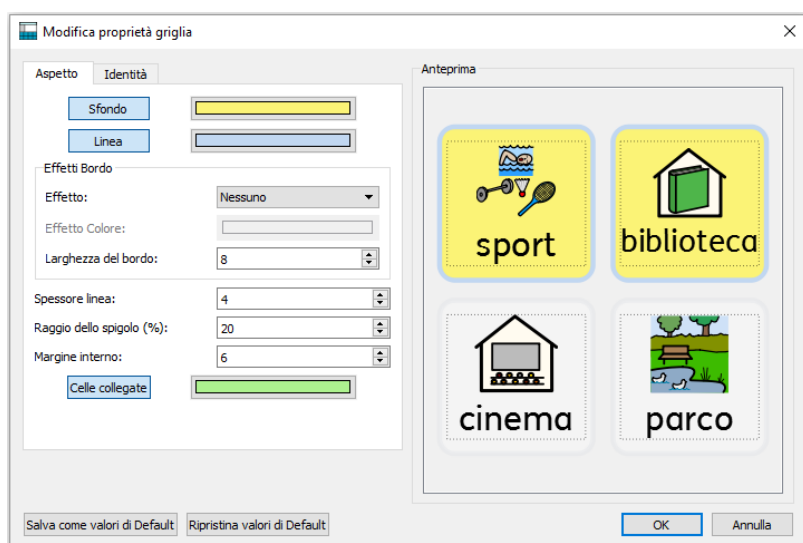 Modifica proprietà griglia
Aspetto Identità
Sfondo
Linea
Effetti Bordo
Effetto: Nessuno
Effetto Colore:
Larghezza del bordo: 8
Spessore linea: 4
Raggio dello spigolo (%): 20
Margine interno: 6
Celle collegate
Anteprima
sport biblioteca
cinema parco
Salva come valori di Default Ripristina valori di Default OK Annulla